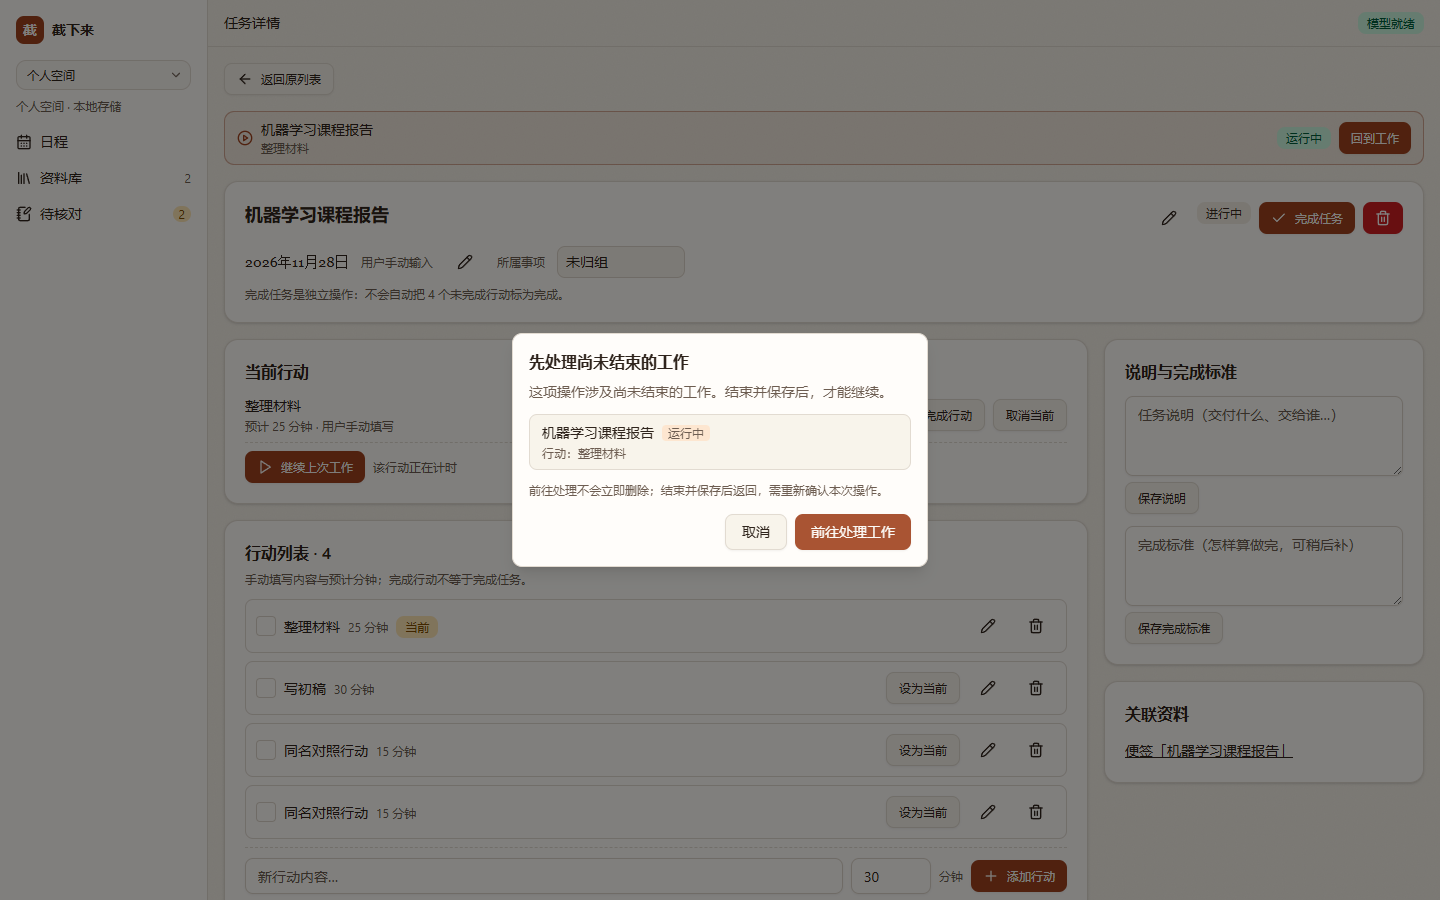 截 截下来
个人空间
个人空间 · 本地存储
日程
资料库 2
待核对 2
任务详情
模型就绪
返回原列表
机器学习课程报告
整理材料
运行中
回到工作
机器学习课程报告
进行中
完成任务
2026年11月28日 用户手动输入 所属事项 未归组
完成任务是独立操作：不会自动把 4 个未完成行动标为完成。
当前行动
整理材料
预计 25 分钟 · 用户手动填写
完成行动
取消当前
继续上次工作 该行动正在计时
先处理尚未结束的工作
这项操作涉及尚未结束的工作。结束并保存后，才能继续。
机器学习课程报告 运行中
行动：整理材料
前往处理不会立即删除；结束并保存后返回，需重新确认本次操作。
取消
前往处理工作
行动列表 · 4
手动填写内容与预计分钟；完成行动不等于完成任务。
整理材料 25 分钟 当前
写初稿 30 分钟 设为当前
同名对照行动 15 分钟 设为当前
同名对照行动 15 分钟 设为当前
新行动内容... 30 分钟 添加行动
说明与完成标准
任务说明（交付什么、交给谁...）
保存说明
完成标准（怎样算做完，可稍后补）
保存完成标准
关联资料
便签「机器学习课程报告」